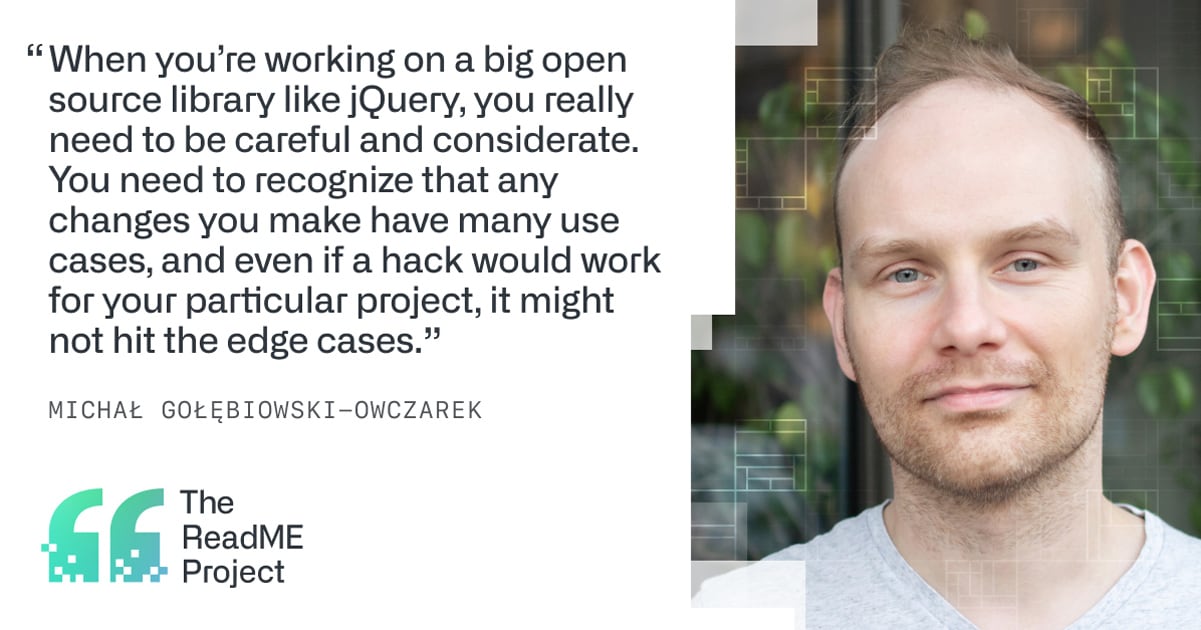 “When you’re working on a big open
source library like jQuery, you really
need to be careful and considerate.
You need to recognize that any
changes you make have many use
cases, and even if a hack would work
for your particular project, it might
not hit the edge cases.”
MICHAŁ GOŁĘBIOWSKI–OWCZAREK
The
ReadME
Project